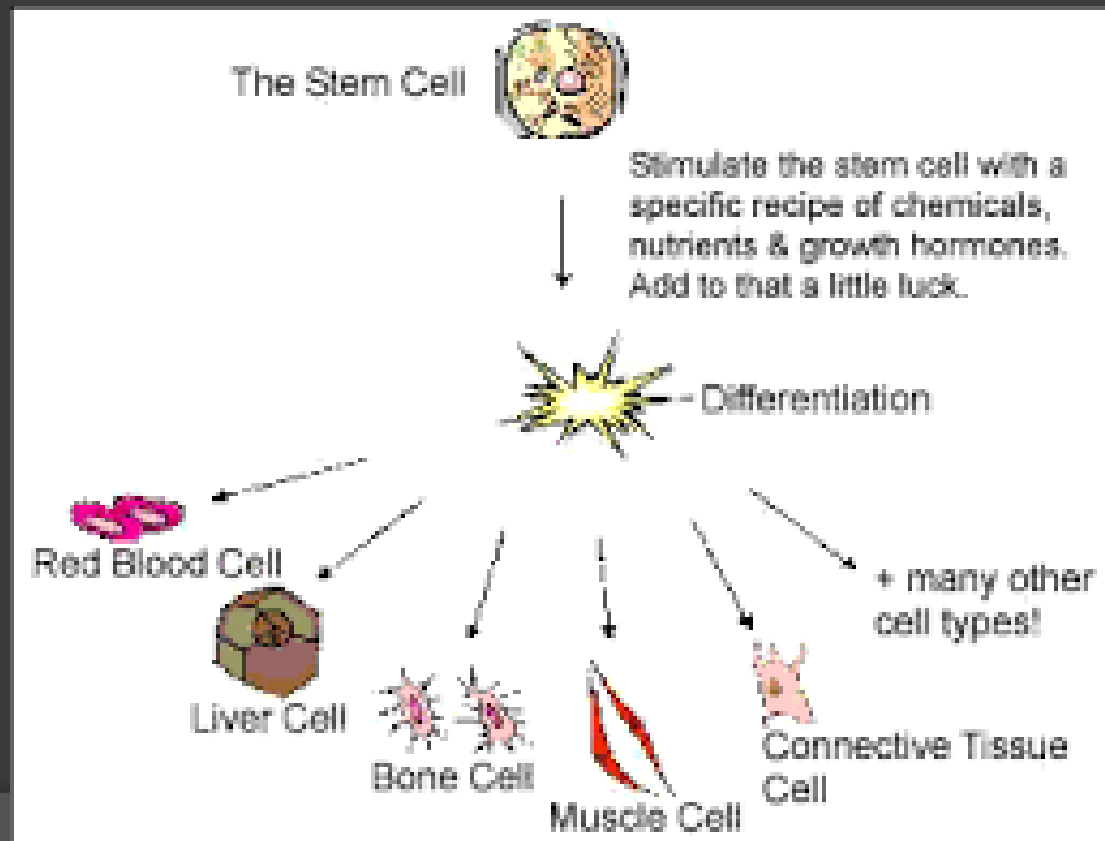 The Stem Cell
Stimulate the stem cell with a
specific recipe of chemicals,
nutrients & growth hormones.
Add to that a little luck.
Differentiation
Red Blood Cell
Liver Cell
Bone Cell
Muscle Cell
Connective Tissue
Cell
+ many other
cell types!